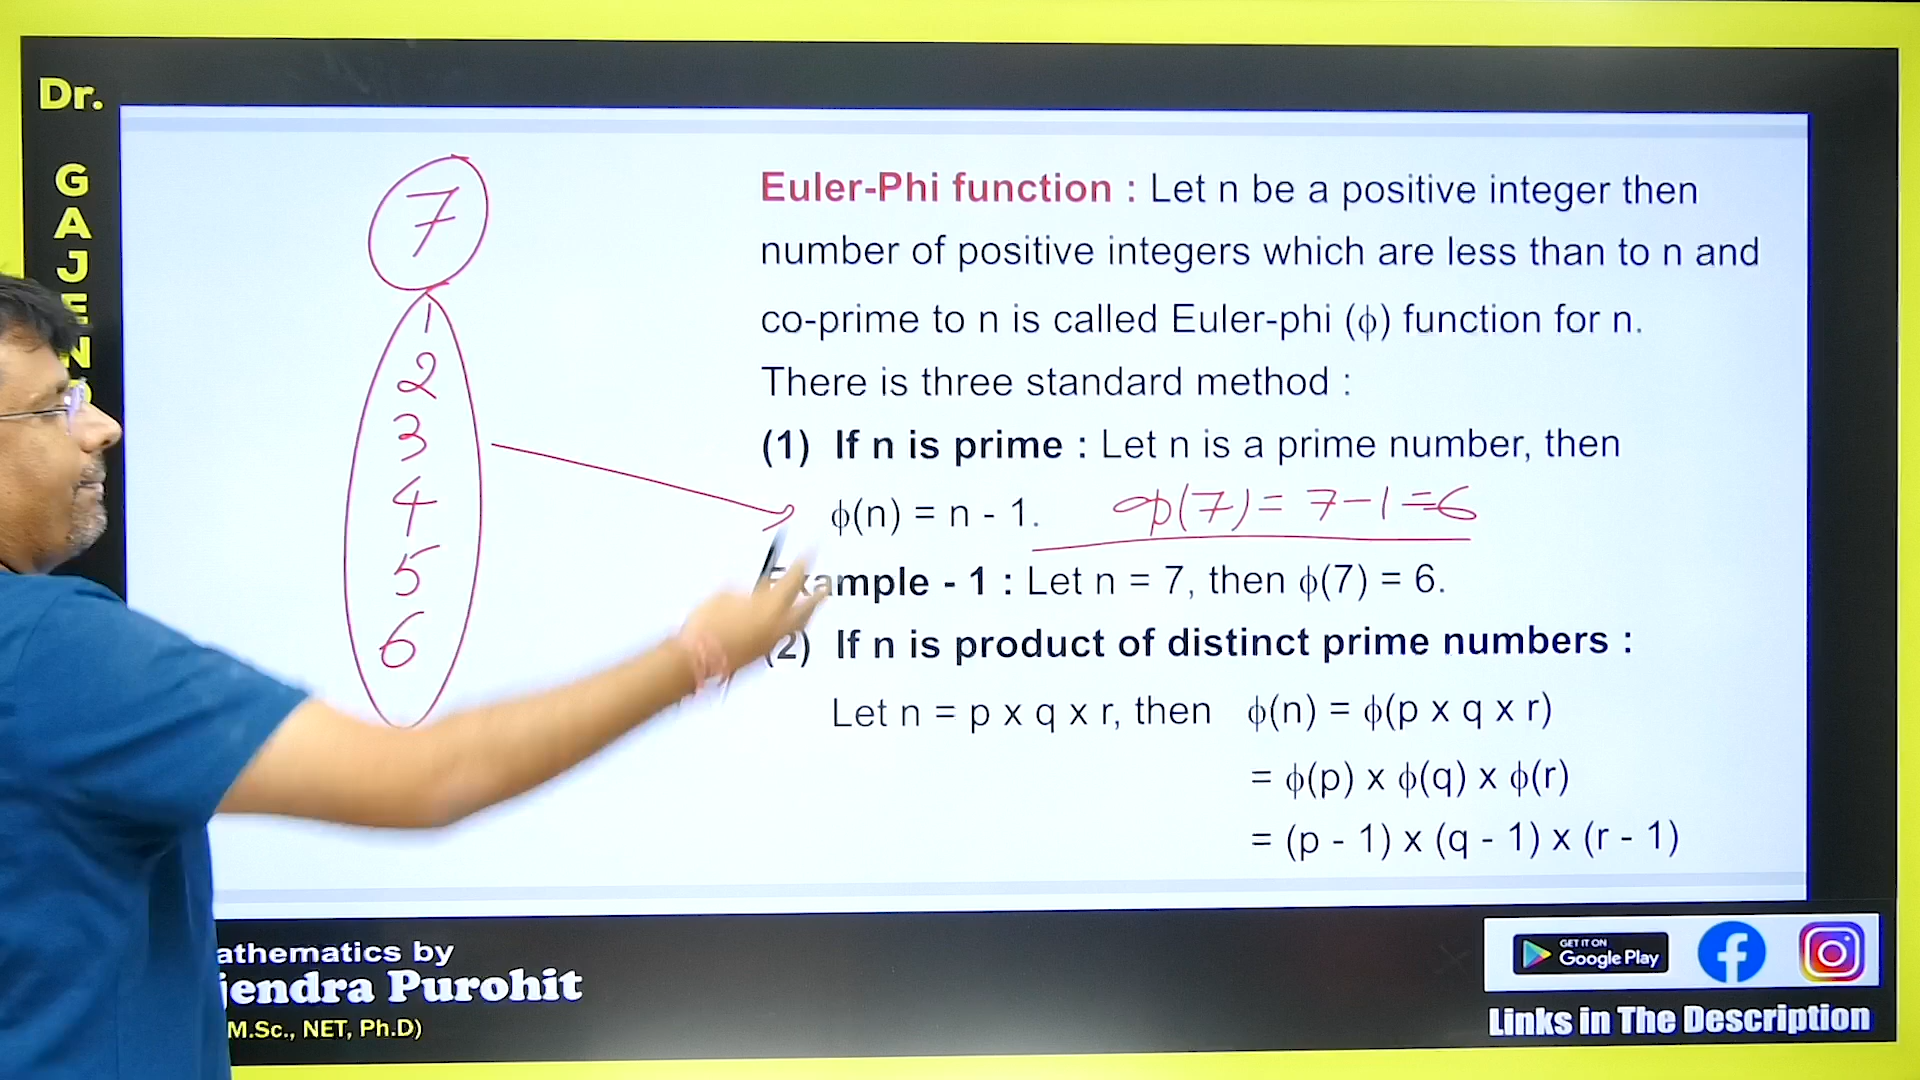 Dr.
GAJEN
7
1
2
3
4
5
6
Euler-Phi function : Let n be a positive integer then
number of positive integers which are less than to n and
co-prime to n is called Euler-phi (ϕ) function for n.
There is three standard method :
(1) If n is prime : Let n is a prime number, then
ϕ(n) = n - 1. ϕ(7) = 7-1=6
Example - 1 : Let n = 7, then ϕ(7) = 6.
(2) If n is product of distinct prime numbers :
Let n = p x q x r, then ϕ(n) = ϕ(p x q x r)
= ϕ(p) x ϕ(q) x ϕ(r)
= (p - 1) x (q - 1) x (r - 1)
athematics by
jendra Purohit
M.Sc., NET, Ph.D)
GET IT ON
Google Play
Links in The Description